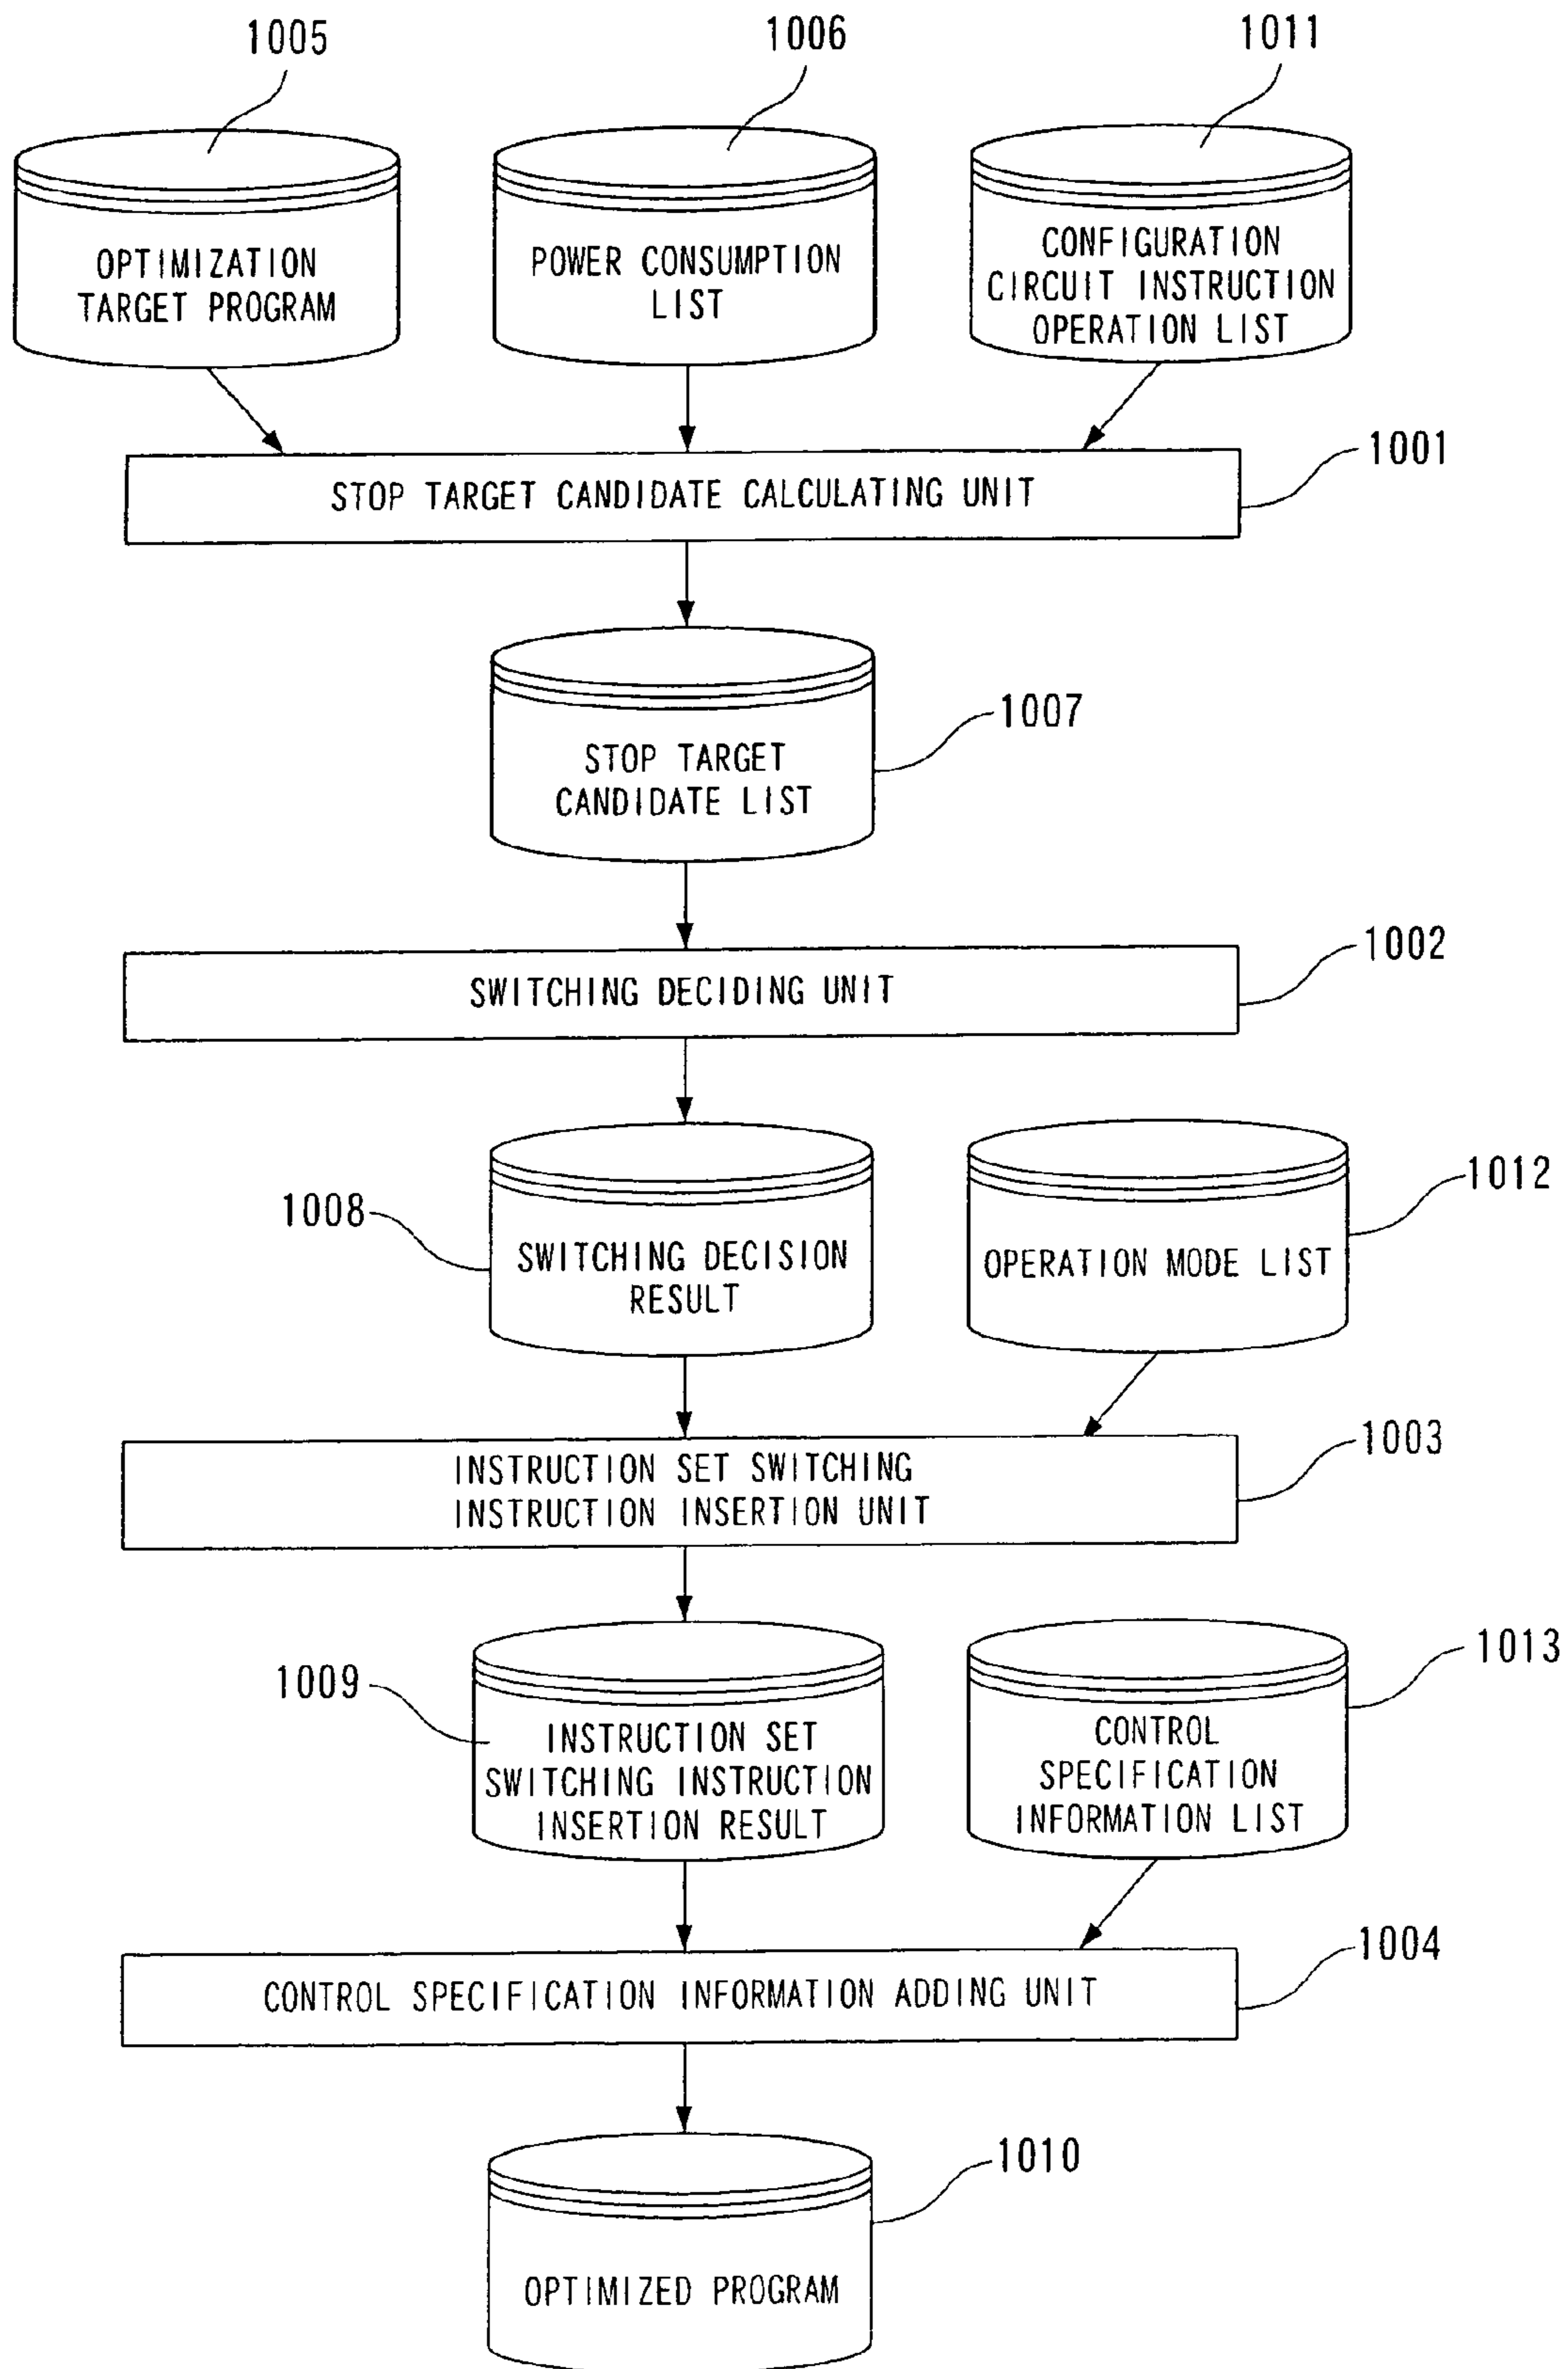 1005
1006
1011
OPTIMIZATION
TARGET PROGRAM
POWER CONSUMPTION
LIST
CONFIGURATION
CIRCUIT INSTRUCTION
OPERATION LIST
1001
STOP TARGET CANDIDATE CALCULATING UNIT
1007
STOP TARGET
CANDIDATE LIST
1002
SWITCHING DECIDING UNIT
1008
SWITCHING DECISION
RESULT
1012
OPERATION MODE LIST
1003
INSTRUCTION SET SWITCHING
INSTRUCTION INSERTION UNIT
1009
INSTRUCTION SET
SWITCHING INSTRUCTION
INSERTION RESULT
1013
CONTROL
SPECIFICATION
INFORMATION LIST
1004
CONTROL SPECIFICATION INFORMATION ADDING UNIT
1010
OPTIMIZED PROGRAM